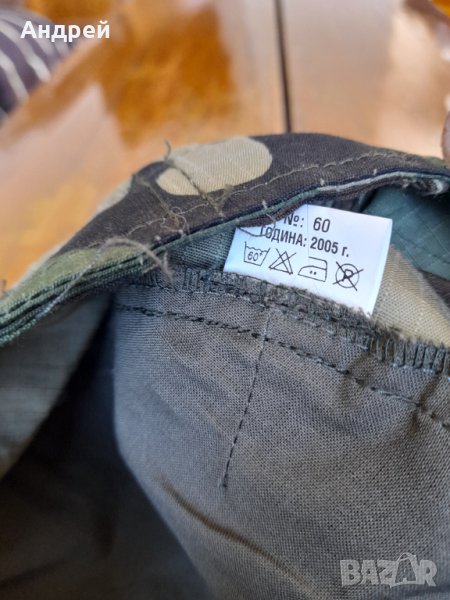 Андрей
№: 60
ГОДИНА: 2005 г.
60°
P
BAZAR